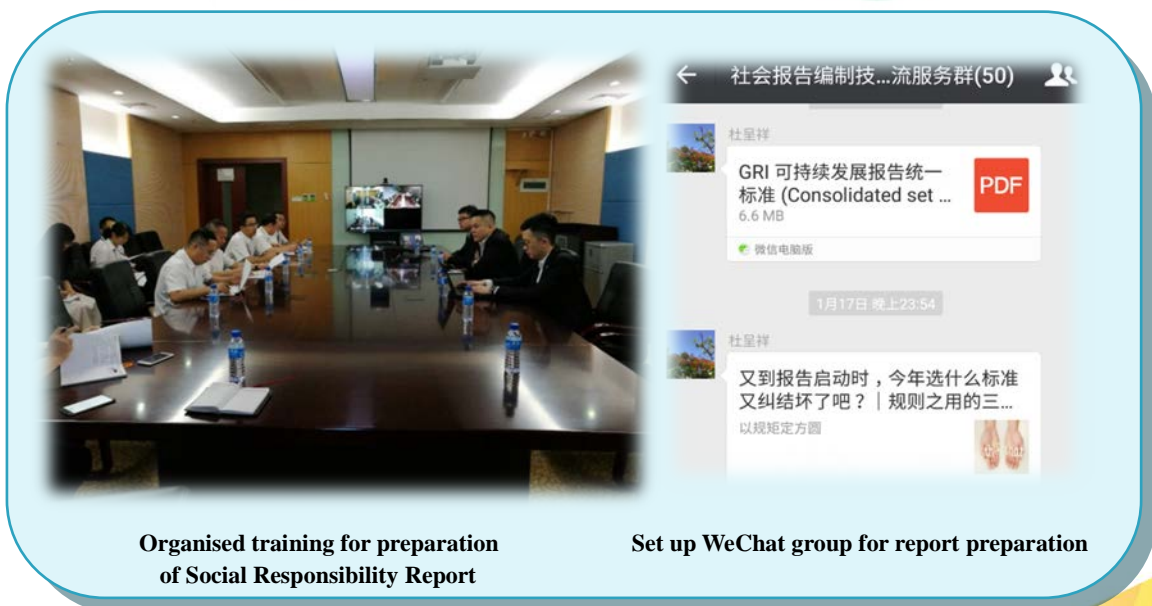 社会报告编制技...流服务群(50)
杜呈祥
GRI 可持续发展报告统一
标准 (Consolidated set ...
PDF
6.6 MB
微信电脑版
1月17日 晚上23:54
杜呈祥
又到报告启动时，今年选什么标准
又纠结坏了吧？｜规则之用的三...
以规矩定方圆
Organised training for preparation
of Social Responsibility Report
Set up WeChat group for report preparation